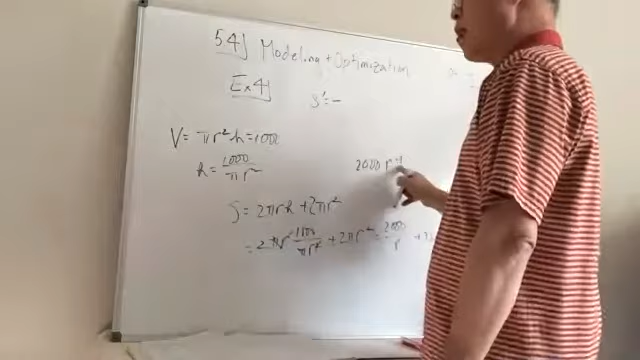 5.4] Modeling + Optimization
Ex 4]
S' = -
V = πr²h = 1000
h = 1000/πr²
2000 r⁻¹
S = 2πrh + 2πr²
= 2πr · 1000/πr² + 2πr² = 2000/r + 2